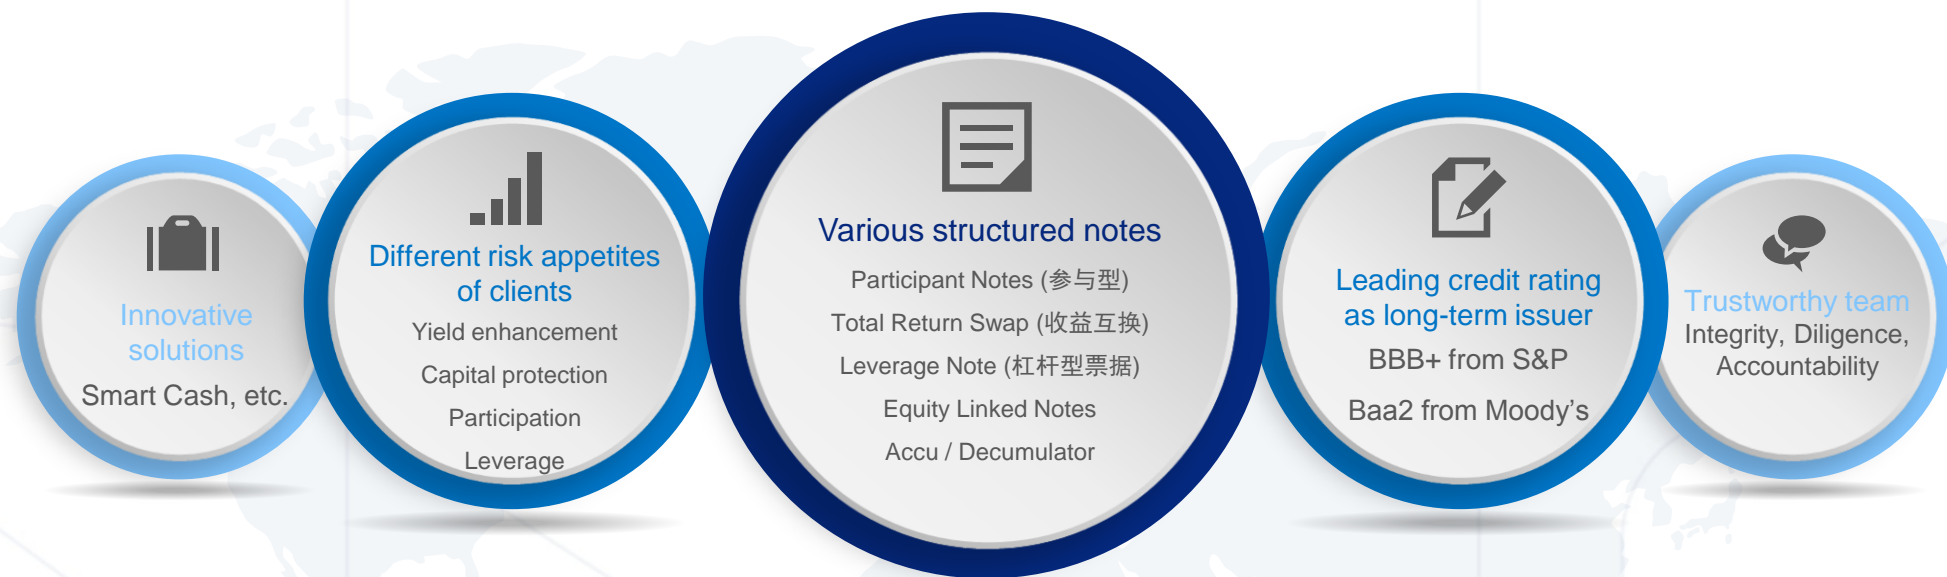 Innovative
solutions
Smart Cash, etc.
Different risk appetites
of clients
Yield enhancement
Capital protection
Participation
Leverage
Various structured notes
Participant Notes (参与型)
Total Return Swap (收益互换)
Leverage Note (杠杆型票据)
Equity Linked Notes
Accu / Decumulator
Leading credit rating
as long-term issuer
BBB+ from S&P
Baa2 from Moody's
Trustworthy team
Integrity, Diligence,
Accountability